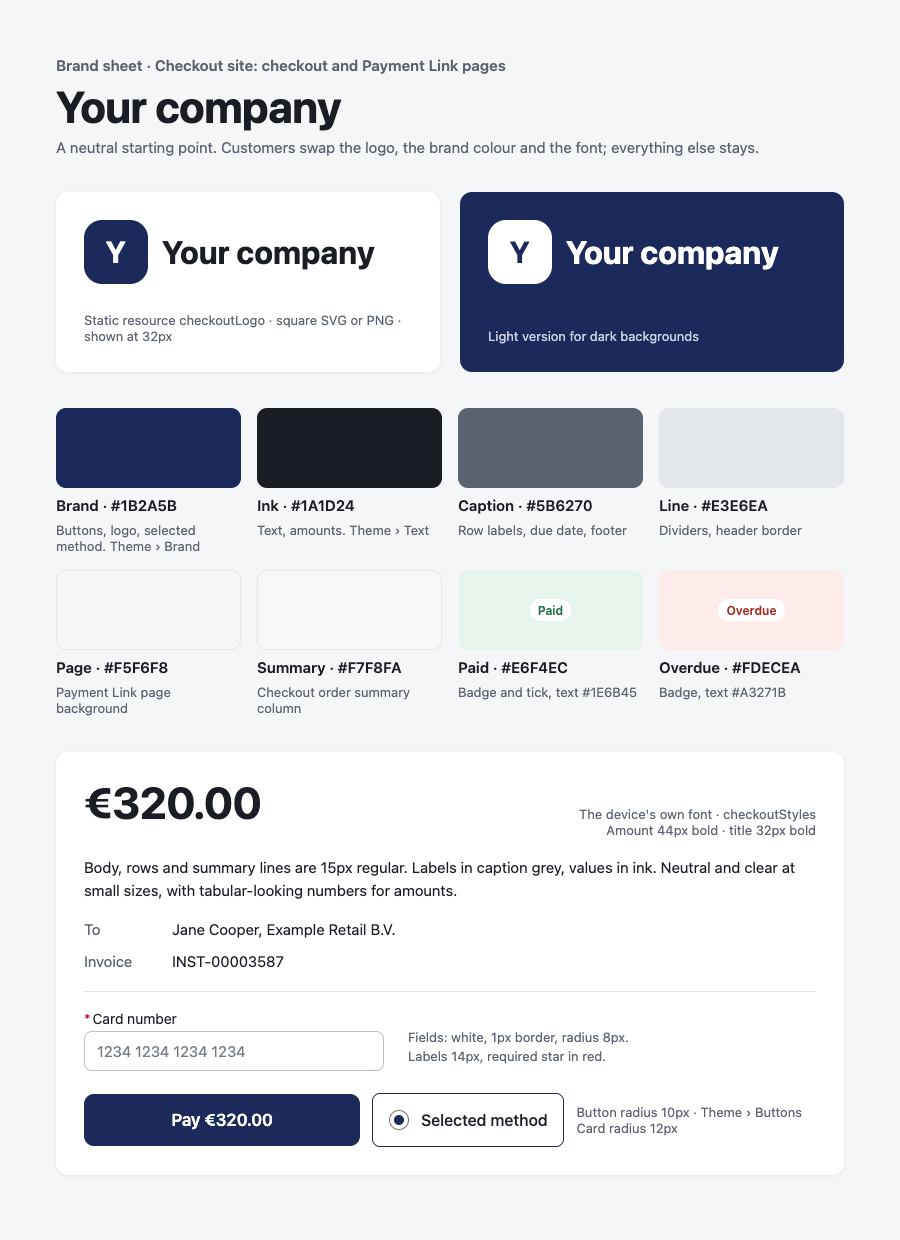 Brand sheet · Checkout site: checkout and Payment Link pages
Your company
A neutral starting point. Customers swap the logo, the brand colour and the font; everything else stays.
Y
Your company
Static resource checkoutLogo · square SVG or PNG ·
shown at 32px
Y
Your company
Light version for dark backgrounds
Brand · #1B2A5B
Buttons, logo, selected
method. Theme › Brand
Ink · #1A1D24
Text, amounts. Theme › Text
Caption · #5B6270
Row labels, due date, footer
Line · #E3E6EA
Dividers, header border
Page · #F5F6F8
Payment Link page
background
Summary · #F7F8FA
Checkout order summary
column
Paid
Paid · #E6F4EC
Badge and tick, text #1E6B45
Overdue
Overdue · #FDECEA
Badge, text #A3271B
€320.00
The device's own font · checkoutStyles
Amount 44px bold · title 32px bold
Body, rows and summary lines are 15px regular. Labels in caption grey, values in ink. Neutral and clear at
small sizes, with tabular-looking numbers for amounts.
To Jane Cooper, Example Retail B.V.
Invoice INST-00003587
* Card number
1234 1234 1234 1234
Fields: white, 1px border, radius 8px.
Labels 14px, required star in red.
Pay €320.00
Selected method
Button radius 10px · Theme › Buttons
Card radius 12px